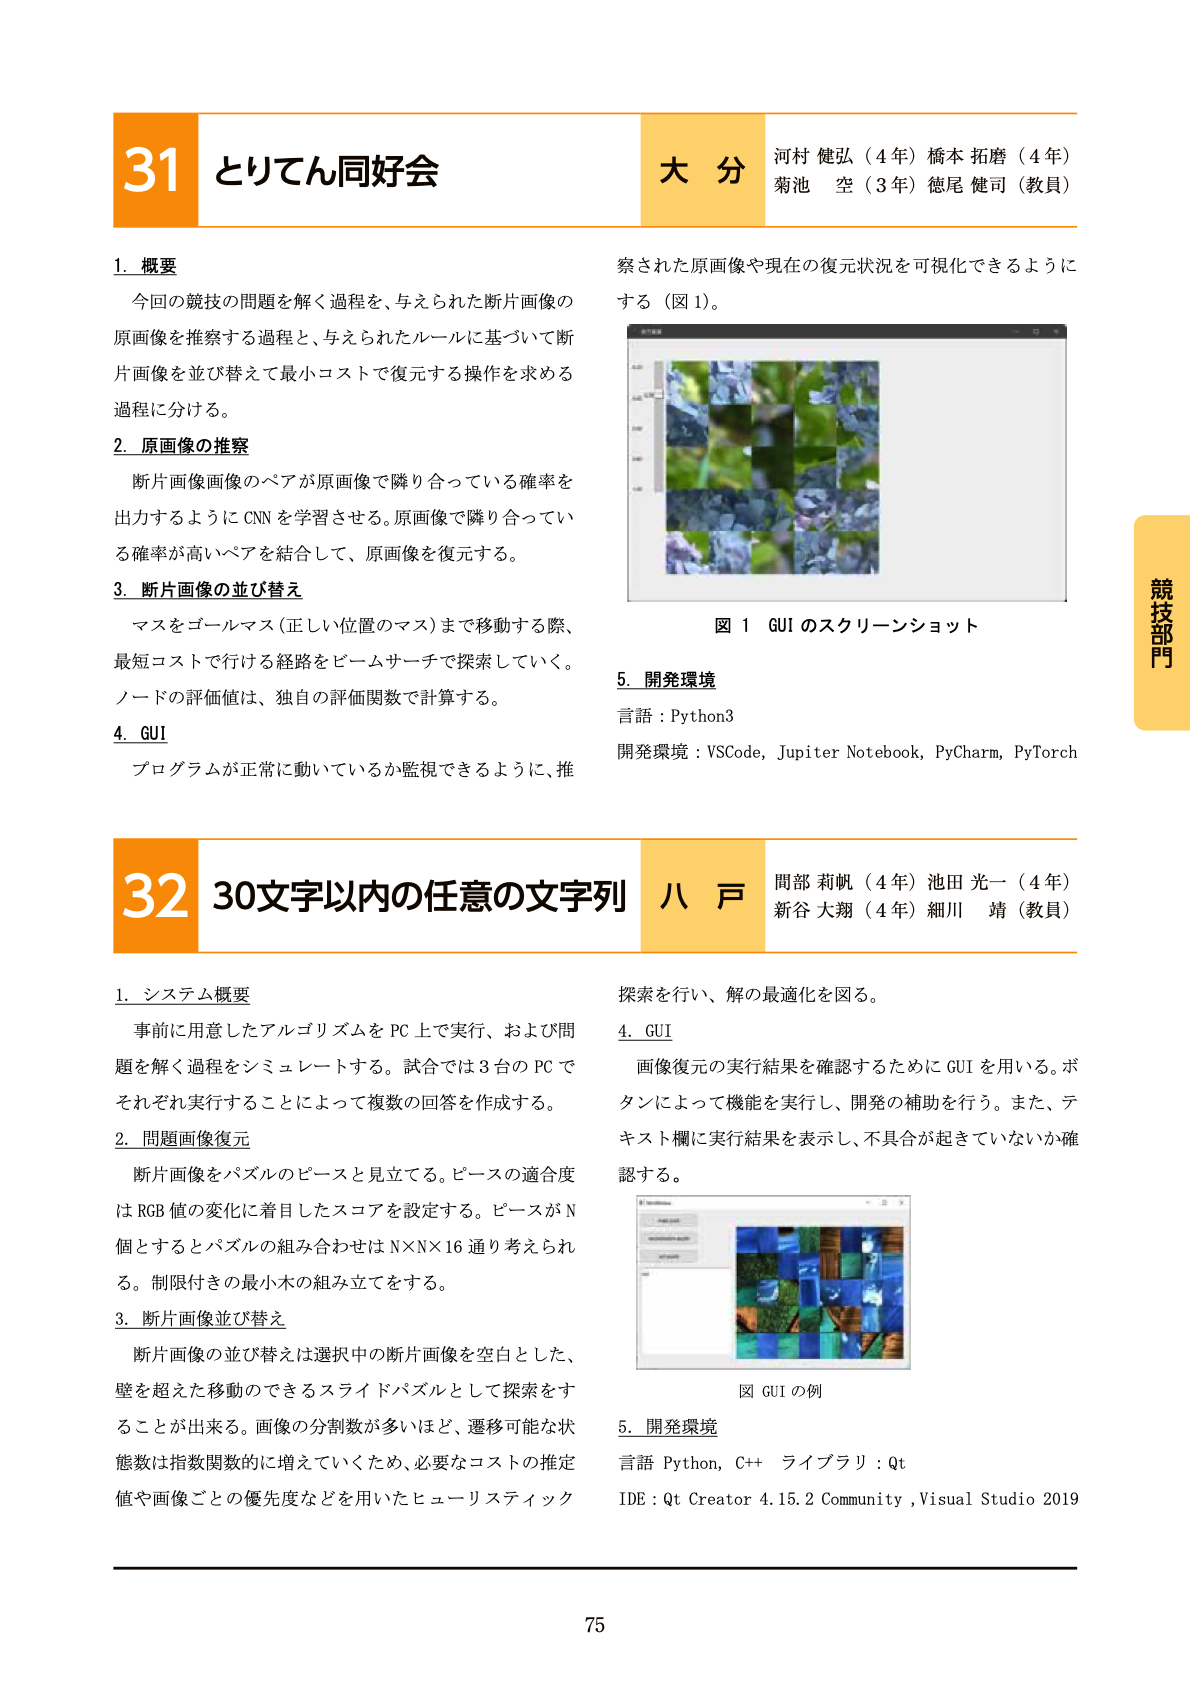 31 とりてん同好会 大 分 河村 健弘（４年）橋本 拓磨（４年）
菊池　空（３年）徳尾 健司（教員）
1. 概要
今回の競技の問題を解く過程を、与えられた断片画像の
原画像を推察する過程と、与えられたルールに基づいて断
片画像を並び替えて最小コストで復元する操作を求める
過程に分ける。
2. 原画像の推察
断片画像画像のペアが原画像で隣り合っている確率を
出力するように CNN を学習させる。原画像で隣り合ってい
る確率が高いペアを結合して、原画像を復元する。
3. 断片画像の並び替え
マスをゴールマス(正しい位置のマス)まで移動する際、
最短コストで行ける経路をビームサーチで探索していく。
ノードの評価値は、独自の評価関数で計算する。
4. GUI
プログラムが正常に動いているか監視できるように、推
察された原画像や現在の復元状況を可視化できるように
する（図 1）。
図 1　GUI のスクリーンショット
5. 開発環境
言語：Python3
開発環境：VSCode, Jupiter Notebook, PyCharm, PyTorch
競技部門
32 30文字以内の任意の文字列 八 戸 間部 莉帆（４年）池田 光一（４年）
新谷 大翔（４年）細川　靖（教員）
1. システム概要
事前に用意したアルゴリズムを PC 上で実行、および問
題を解く過程をシミュレートする。試合では３台の PC で
それぞれ実行することによって複数の回答を作成する。
2. 問題画像復元
断片画像をパズルのピースと見立てる。ピースの適合度
は RGB 値の変化に着目したスコアを設定する。ピースが N
個とするとパズルの組み合わせは N×N×16 通り考えられ
る。制限付きの最小木の組み立てをする。
3. 断片画像並び替え
断片画像の並び替えは選択中の断片画像を空白とした、
壁を超えた移動のできるスライドパズルとして探索をす
ることが出来る。画像の分割数が多いほど、遷移可能な状
態数は指数関数的に増えていくため、必要なコストの推定
値や画像ごとの優先度などを用いたヒューリスティック
探索を行い、解の最適化を図る。
4. GUI
画像復元の実行結果を確認するために GUI を用いる。ボ
タンによって機能を実行し、開発の補助を行う。また、テ
キスト欄に実行結果を表示し、不具合が起きていないか確
認する。
図 GUI の例
5. 開発環境
言語 Python, C++　ライブラリ：Qt
IDE：Qt Creator 4.15.2 Community ,Visual Studio 2019
75